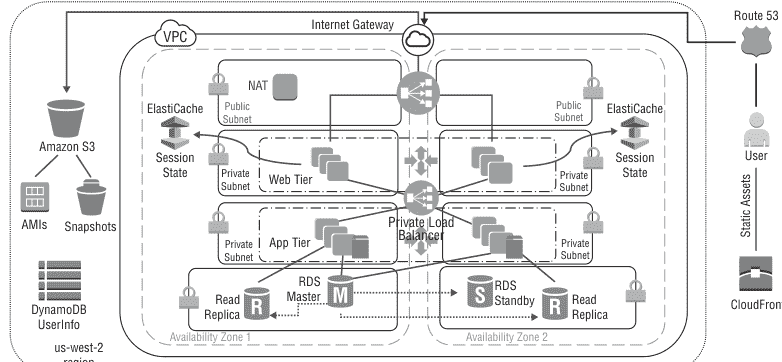 Route 53
Internet Gateway
VPC
NAT
Public
Subnet
Public
Subnet
ElastiCache
Session
State
ElastiCache
Session
State
Amazon S3
AMIs
Snapshots
User
Private
Subnet
Web Tier
Private
Subnet
Private Load
Balancer
Private
Subnet
App Tier
Private
Subnet
Static Assets
DynamoDB
UserInfo
Read
Replica
R
RDS
Master
M
S
RDS
Standby
R
Read
Replica
CloudFron
Availability Zone 1
Availability Zone 2
us-west-2
region